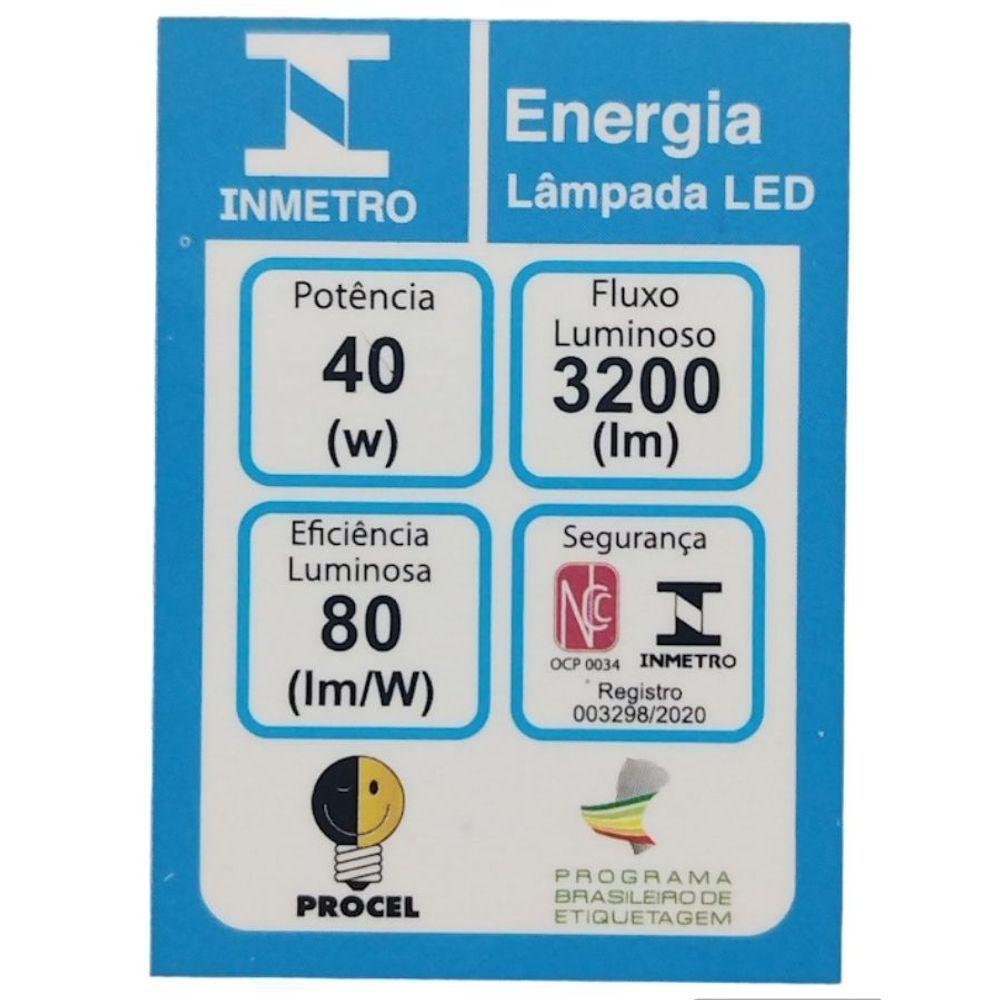 INMETRO
Energia
Lâmpada LED
Potência
40
(w)
Fluxo
Luminoso
3200
(lm)
Eficiência
Luminosa
80
(lm/W)
Segurança
NCC
OCP 0034
INMETRO
Registro
003298/2020
PROCEL
PROGRAMA
BRASILEIRO DE
ETIQUETAGEM